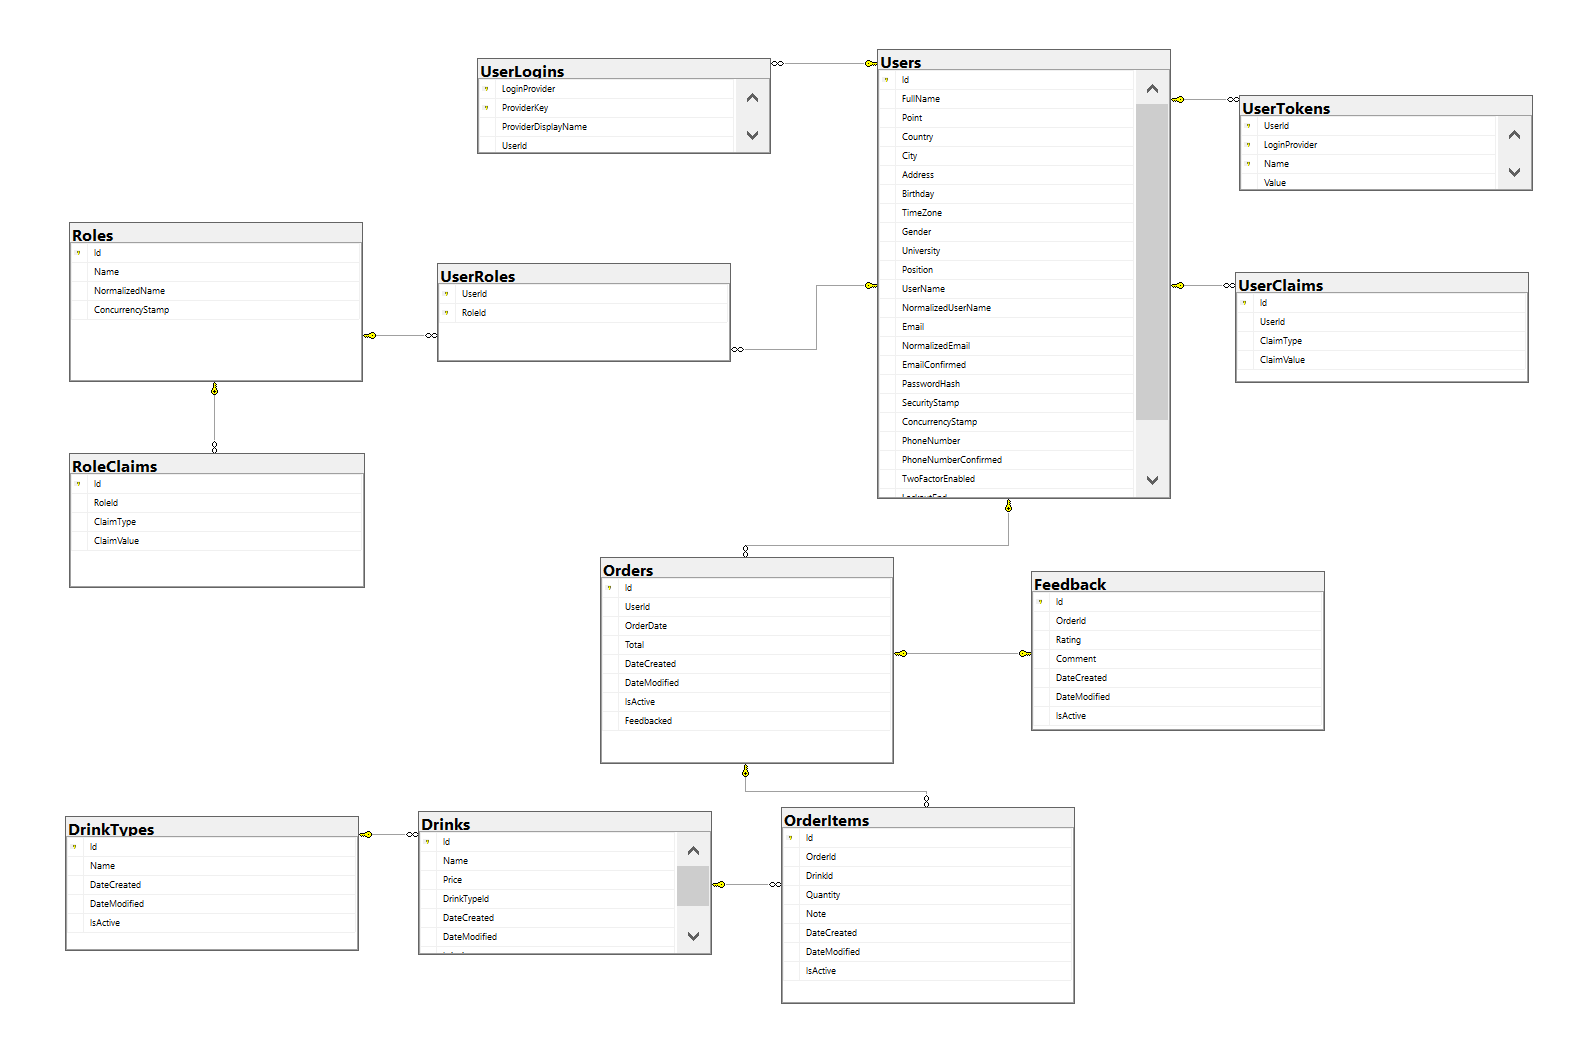 UserLogins
LoginProvider
ProviderKey
ProviderDisplayName
UserId
Users
Id
FullName
Point
Country
City
Address
Birthday
TimeZone
Gender
University
Position
UserName
NormalizedUserName
Email
NormalizedEmail
EmailConfirmed
PasswordHash
SecurityStamp
ConcurrencyStamp
PhoneNumber
PhoneNumberConfirmed
TwoFactorEnabled
LockoutEnd
UserTokens
UserId
LoginProvider
Name
Value
Roles
Id
Name
NormalizedName
ConcurrencyStamp
UserRoles
UserId
RoleId
UserClaims
Id
UserId
ClaimType
ClaimValue
RoleClaims
Id
RoleId
ClaimType
ClaimValue
Orders
Id
UserId
OrderDate
Total
DateCreated
DateModified
IsActive
Feedbacked
Feedback
Id
OrderId
Rating
Comment
DateCreated
DateModified
IsActive
DrinkTypes
Id
Name
DateCreated
DateModified
IsActive
Drinks
Id
Name
Price
DrinkTypeId
DateCreated
DateModified
OrderItems
Id
OrderId
DrinkId
Quantity
Note
DateCreated
DateModified
IsActive